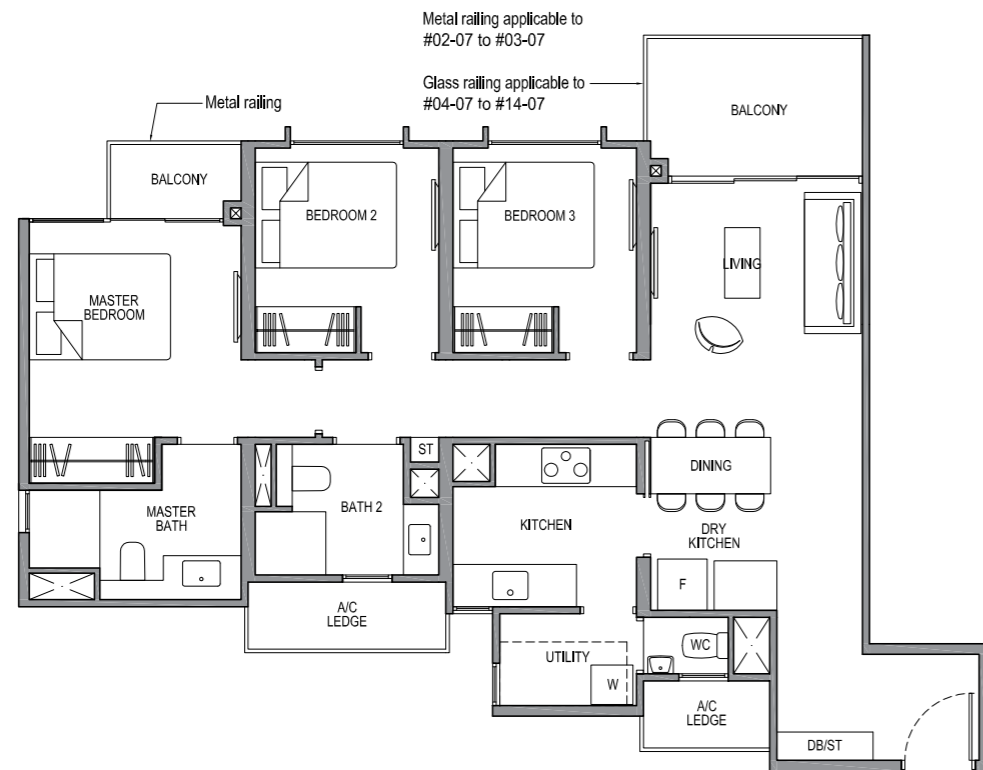 Metal railing applicable to
#02-07 to #03-07
Glass railing applicable to
#04-07 to #14-07
Metal railing
BALCONY
BALCONY
BEDROOM 2
BEDROOM 3
LIVING
MASTER
BEDROOM
ST
DINING
BATH 2
MASTER
BATH
KITCHEN
DRY
KITCHEN
F
A/C
LEDGE
UTILITY
WC
W
A/C
LEDGE
DB/ST